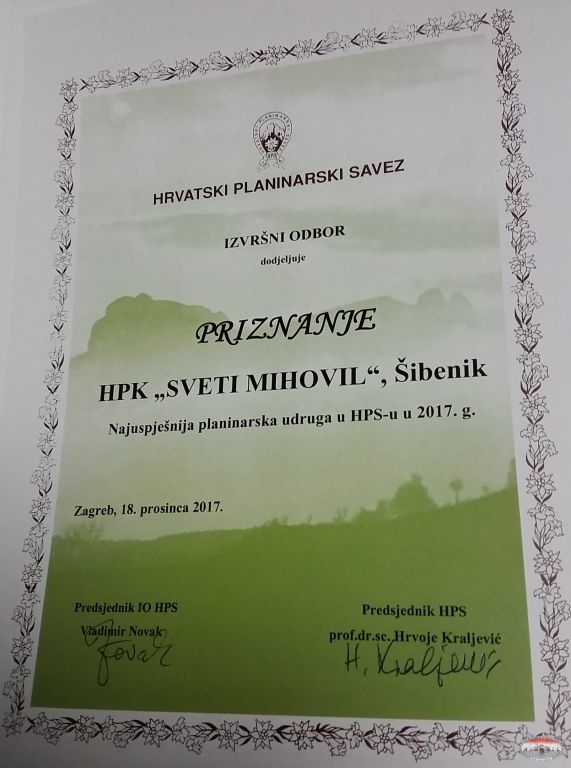 HRVATSKI PLANINARSKI SAVEZ
IZVRŠNI ODBOR
dodjeljuje
PRIZNANJE
HPK „SVETI MIHOVIL“, Šibenik
Najuspješnija planinarska udruga u HPS-u u 2017. g.
Zagreb, 18. prosinca 2017.
Predsjednik IO HPS
Vladimir Novak
Predsjednik HPS
prof.dr.sc. Hrvoje Kraljević
H. Kraljević